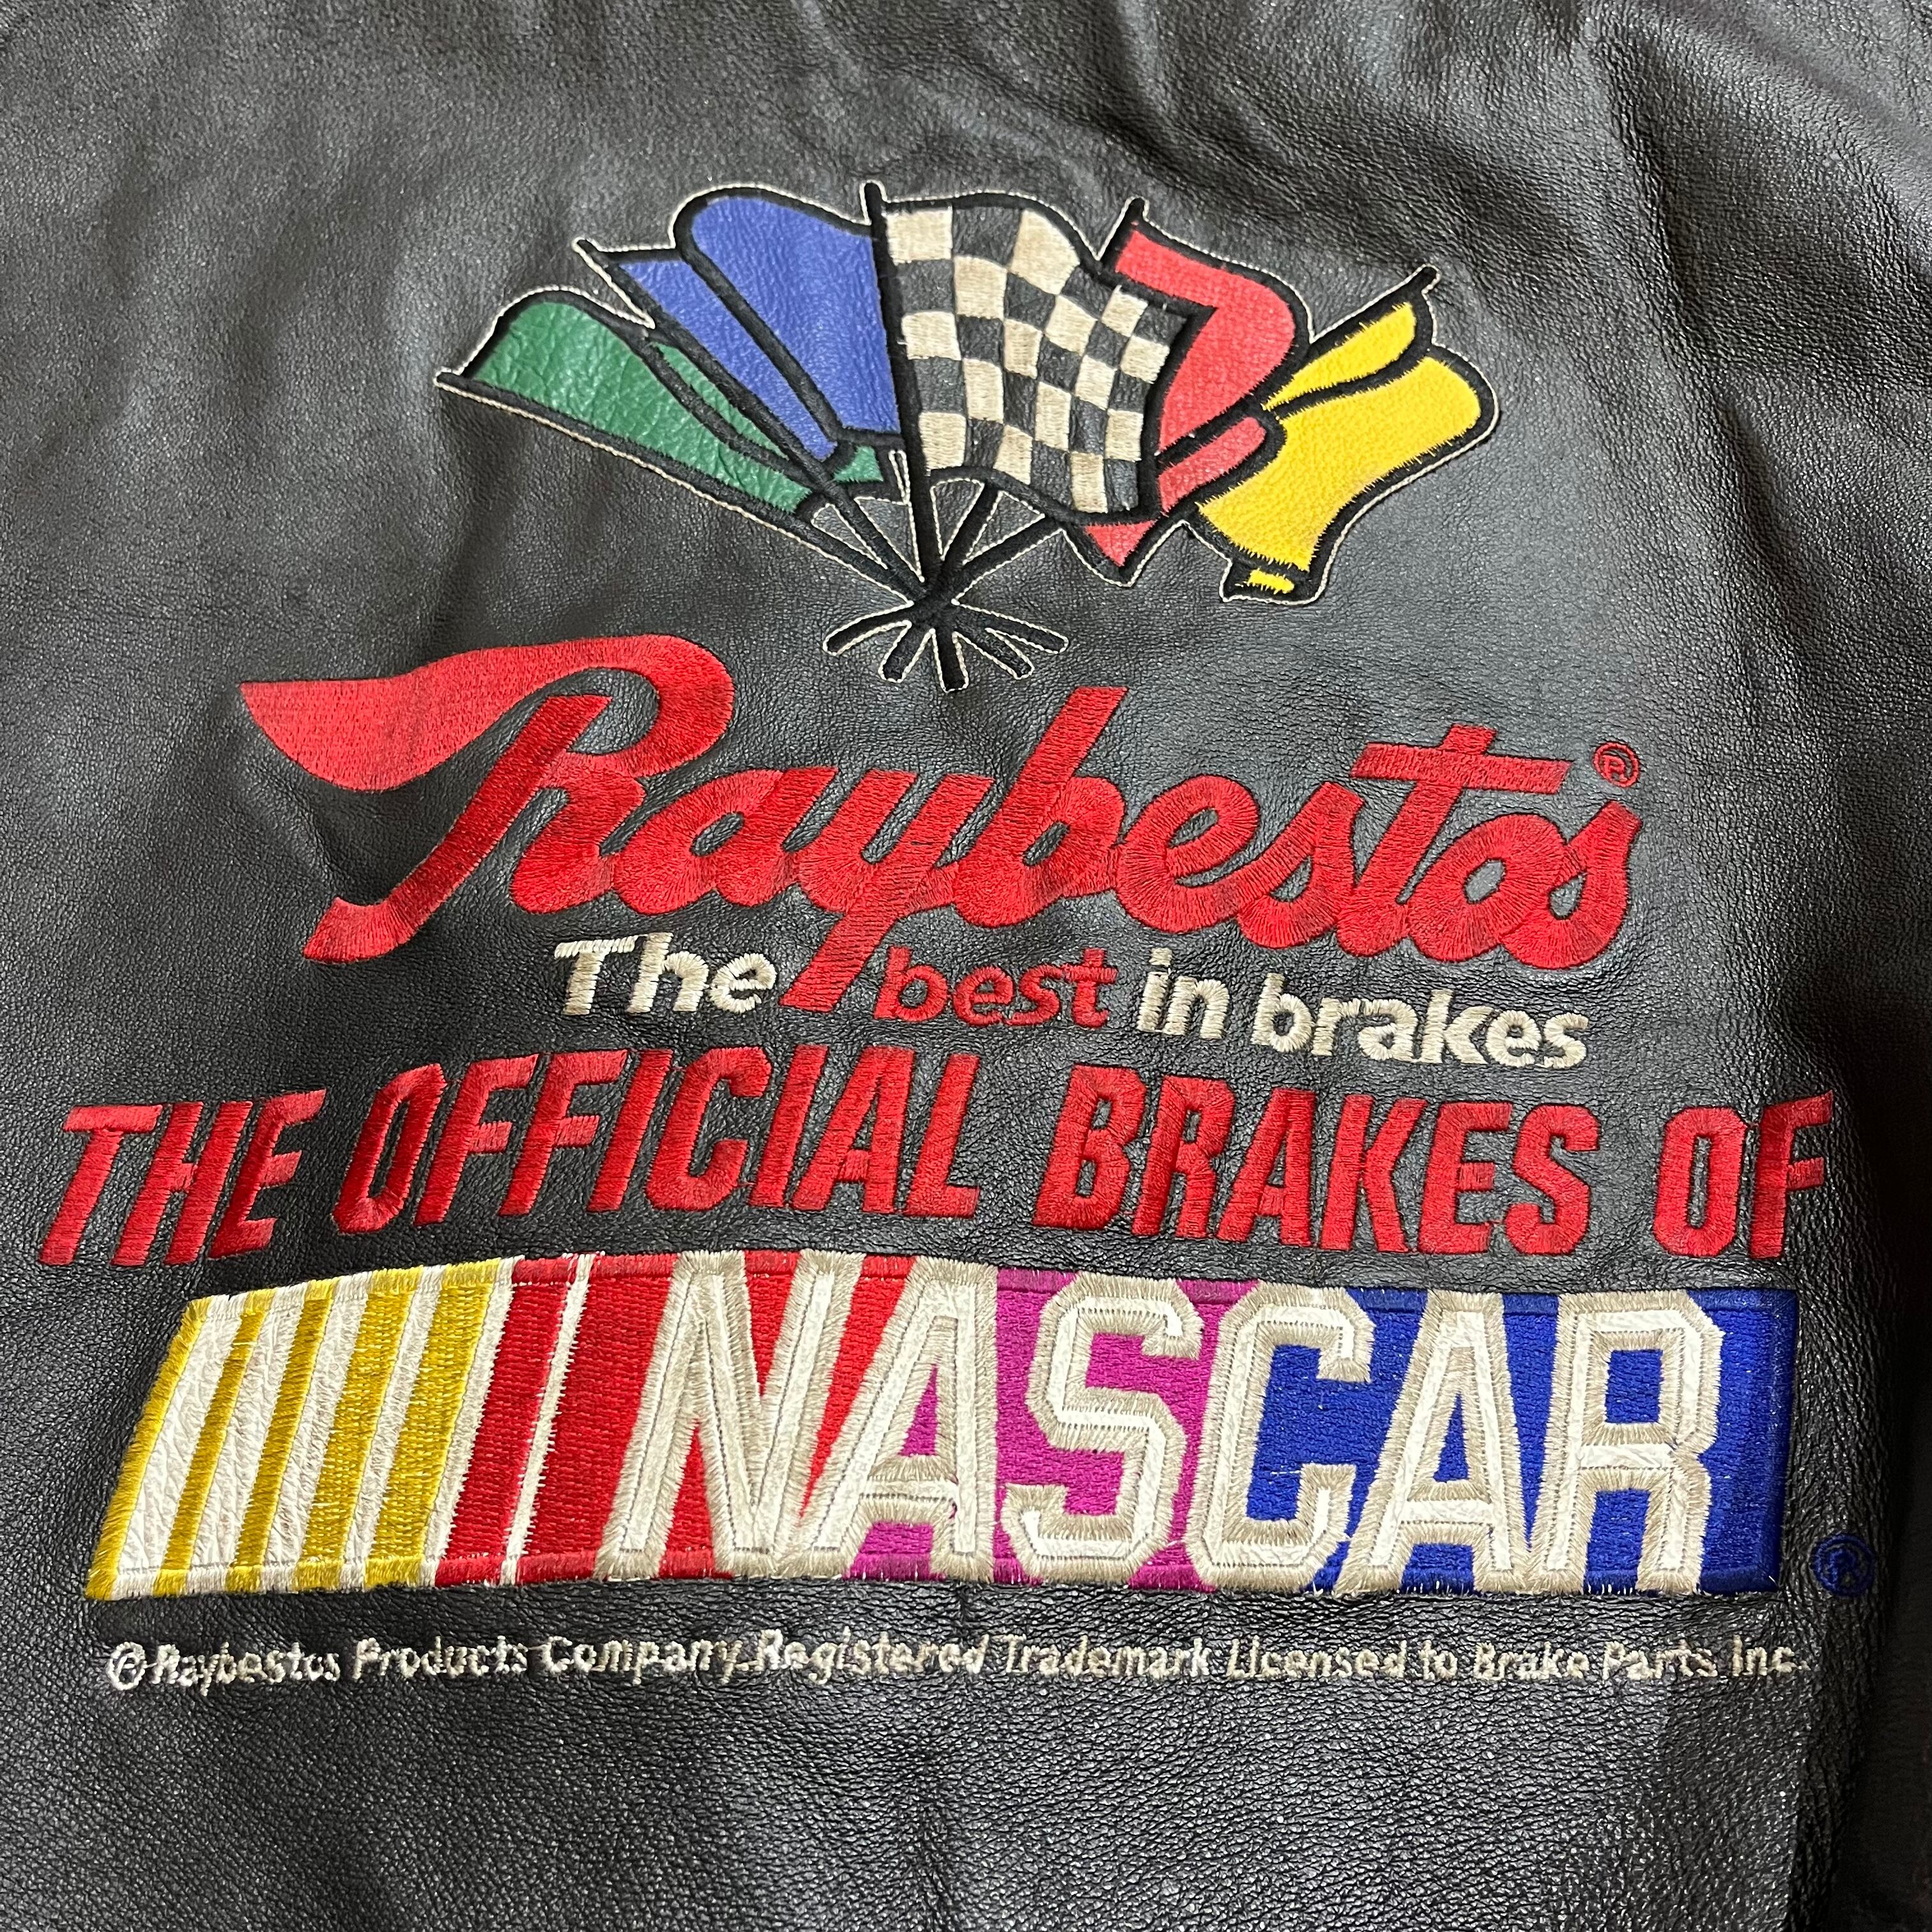 Raybestos®
The best in brakes
THE OFFICIAL BRAKES OF
NASCAR®
® Raybestos Products Company Registered Trademark Licensed to Brake Parts Inc.